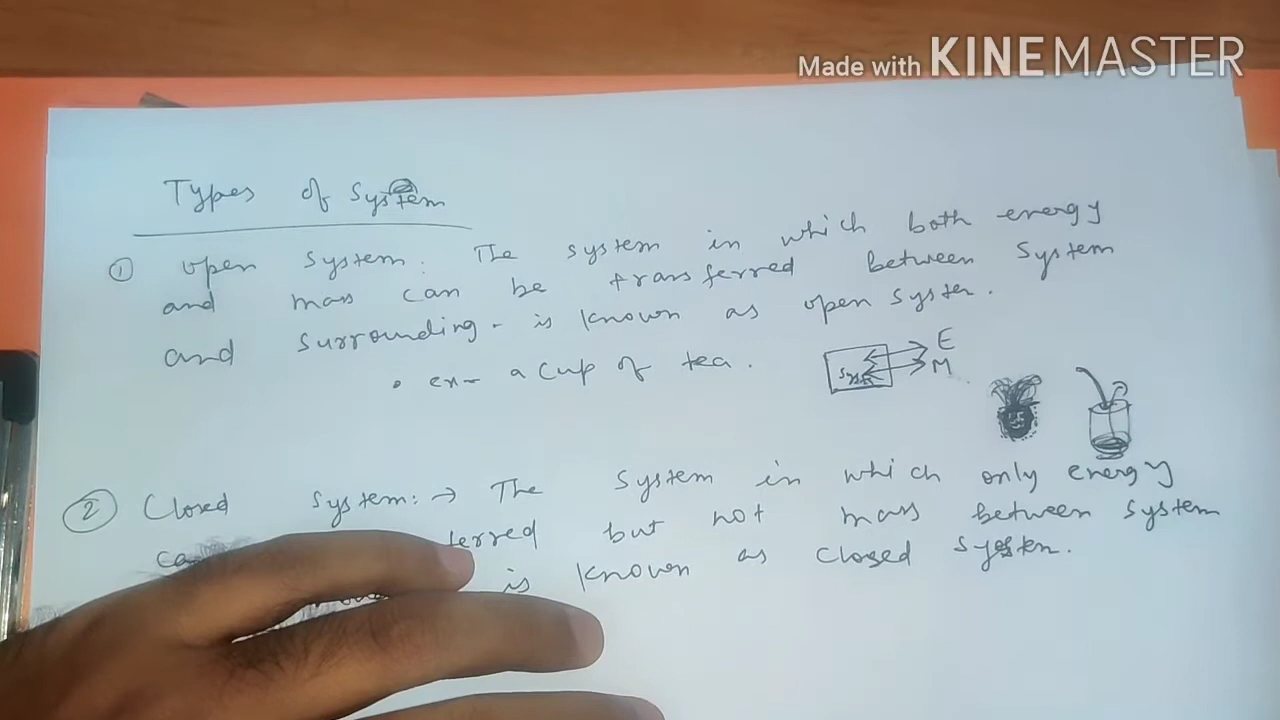 Made with KINEMASTER
Types of System
① open system: The system in which both energy
and mass can be transferred between system
and surrounding - is known as open system.
• ex- a cup of tea.
E
M
Sys
② Closed system: → The system in which only energy
ferred but not mass between system
is known as closed system.